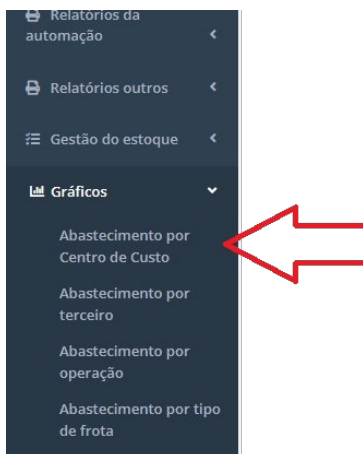 Relatórios da
automação
Relatórios outros
Gestão do estoque
Gráficos
Abastecimento por
Centro de Custo
Abastecimento por
terceiro
Abastecimento por
operação
Abastecimento por tipo
de frota